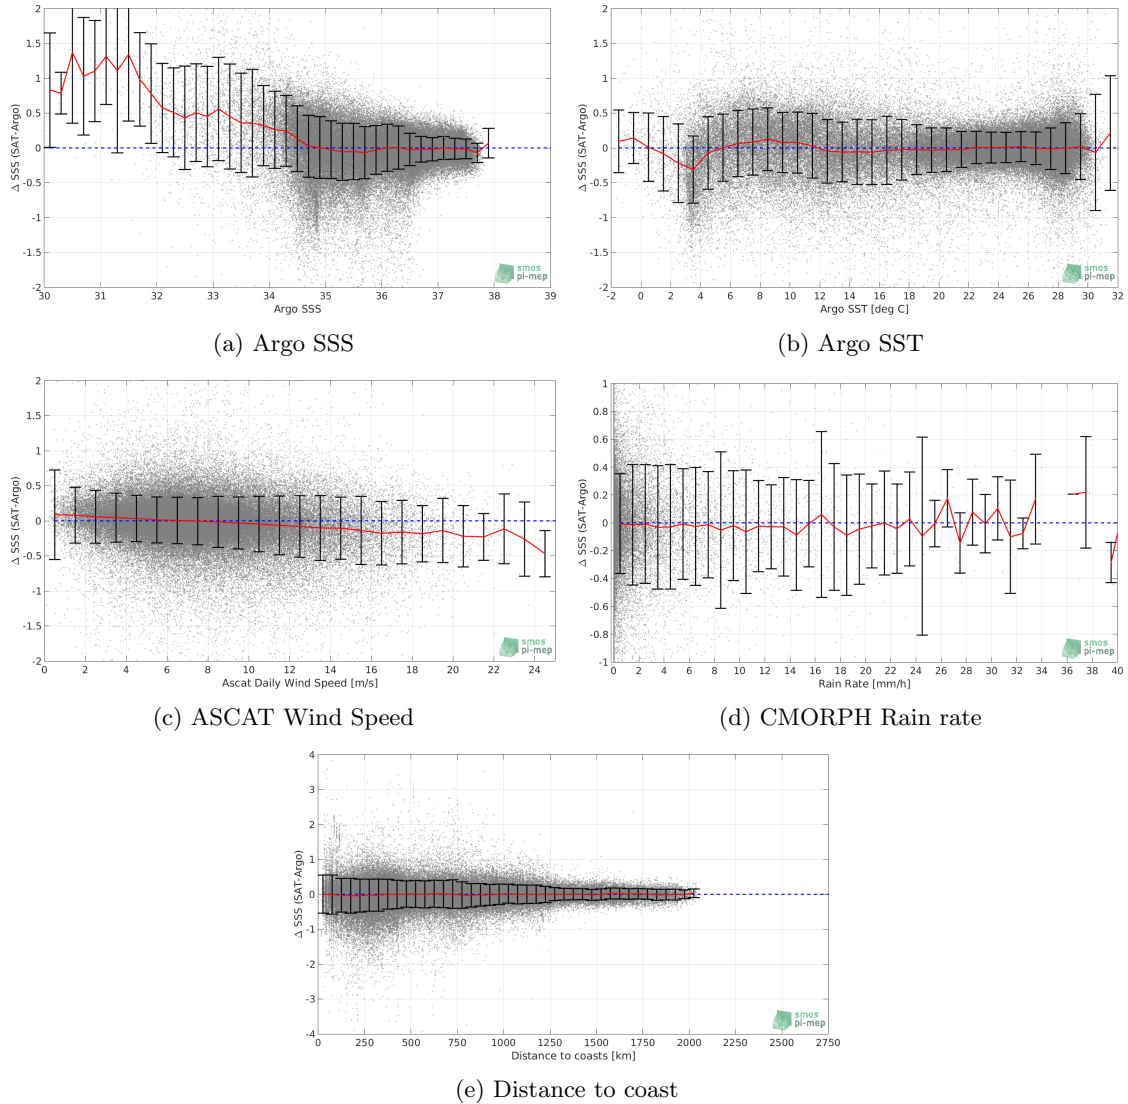 2
1.5
1
0.5
0
-0.5
-1
-1.5
-2
Δ SSS (SAT-Argo)
30 31 32 33 34 35 36 37 38 39
Argo SSS
smos
pi-mep
(a) Argo SSS
2
1.5
1
0.5
0
-0.5
-1
-1.5
-2
Δ SSS (SAT-Argo)
-2 0 2 4 6 8 10 12 14 16 18 20 22 24 26 28 30 32
Argo SST [deg C]
smos
pi-mep
(b) Argo SST
2
1.5
1
0.5
0
-0.5
-1
-1.5
-2
Δ SSS (SAT-Argo)
0 2 4 6 8 10 12 14 16 18 20 22 24
Ascat Daily Wind Speed [m/s]
smos
pi-mep
(c) ASCAT Wind Speed
1
0.8
0.6
0.4
0.2
0
-0.2
-0.4
-0.6
-0.8
-1
Δ SSS (SAT-Argo)
0 2 4 6 8 10 12 14 16 18 20 22 24 26 28 30 32 34 36 38 40
Rain Rate [mm/h]
smos
pi-mep
(d) CMORPH Rain rate
4
3
2
1
0
-1
-2
-3
-4
Δ SSS (SAT-Argo)
0 250 500 750 1000 1250 1500 1750 2000 2250 2500 2750
Distance to coasts [km]
smos
pi-mep
(e) Distance to coast